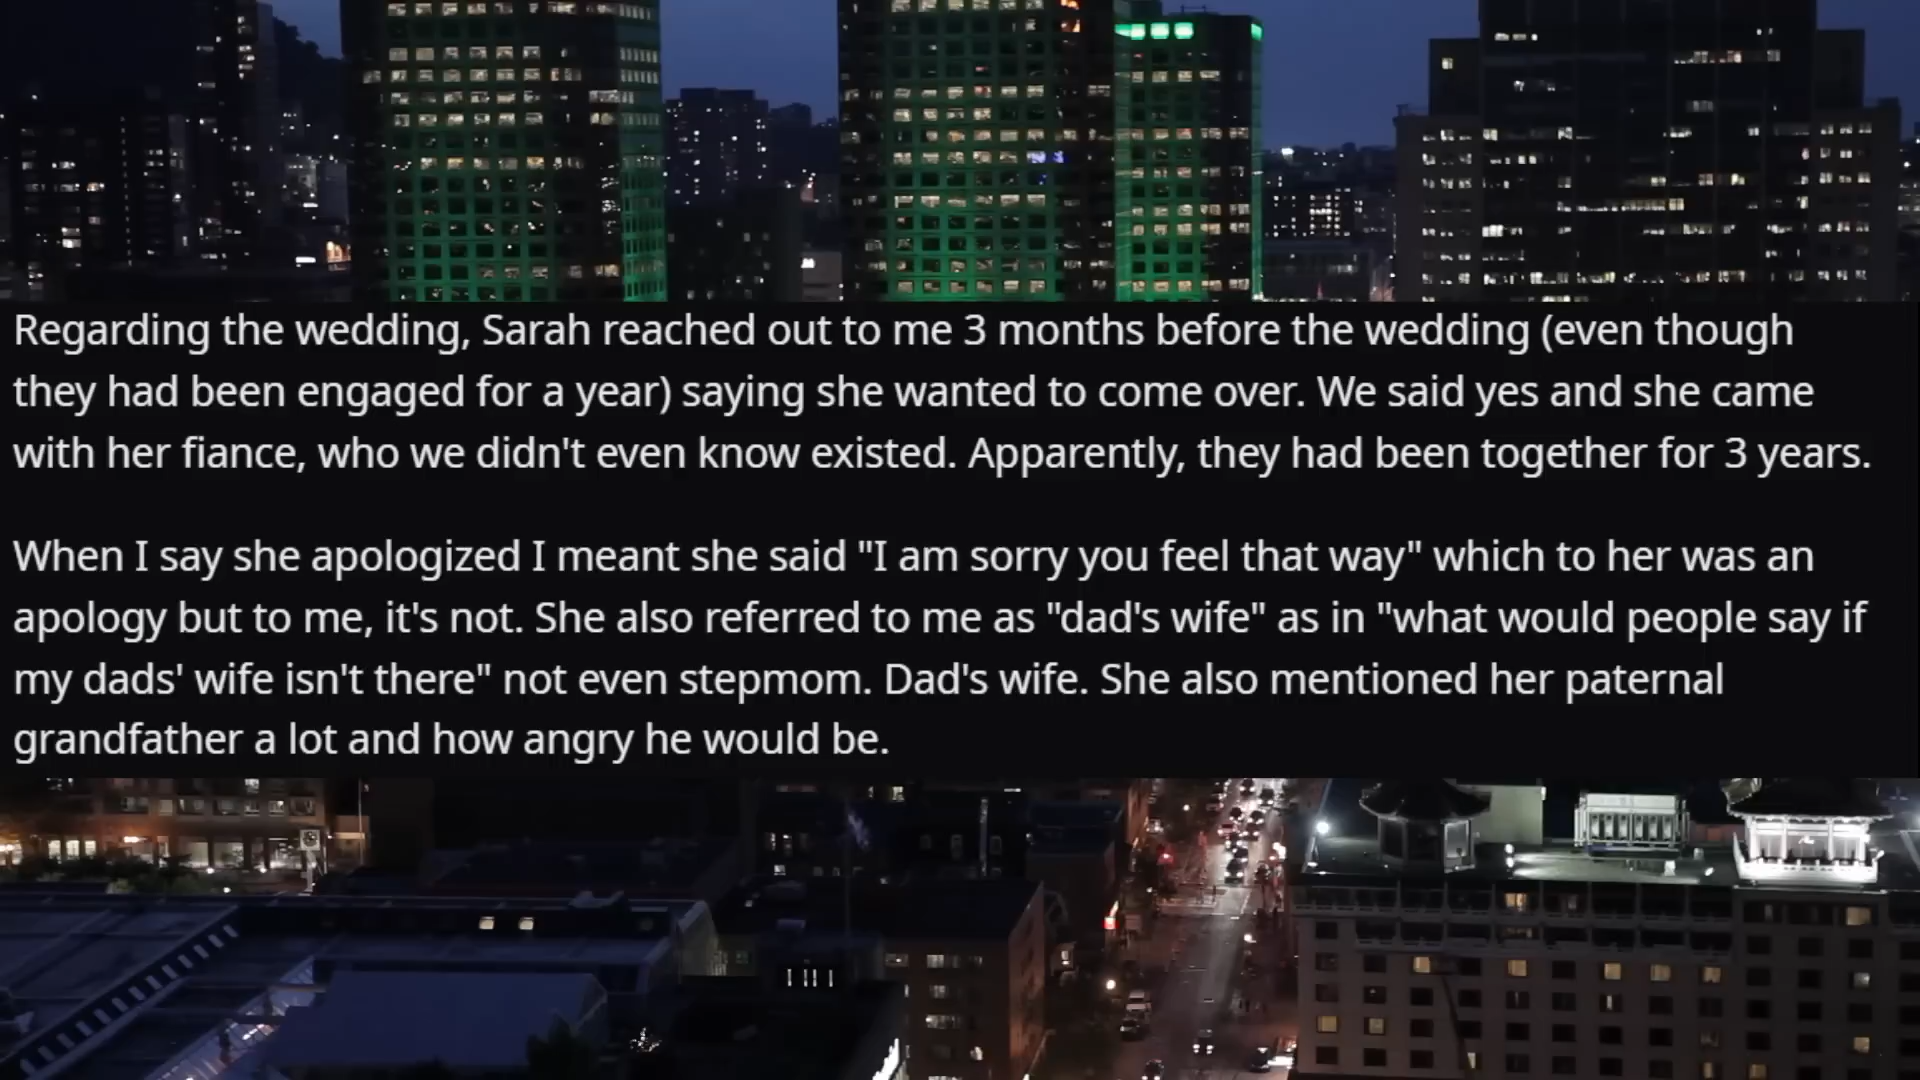 Regarding the wedding, Sarah reached out to me 3 months before the wedding (even though
they had been engaged for a year) saying she wanted to come over. We said yes and she came
with her fiance, who we didn't even know existed. Apparently, they had been together for 3 years.
When I say she apologized I meant she said "I am sorry you feel that way" which to her was an
apology but to me, it's not. She also referred to me as "dad's wife" as in "what would people say if
my dads' wife isn't there" not even stepmom. Dad's wife. She also mentioned her paternal
grandfather a lot and how angry he would be.